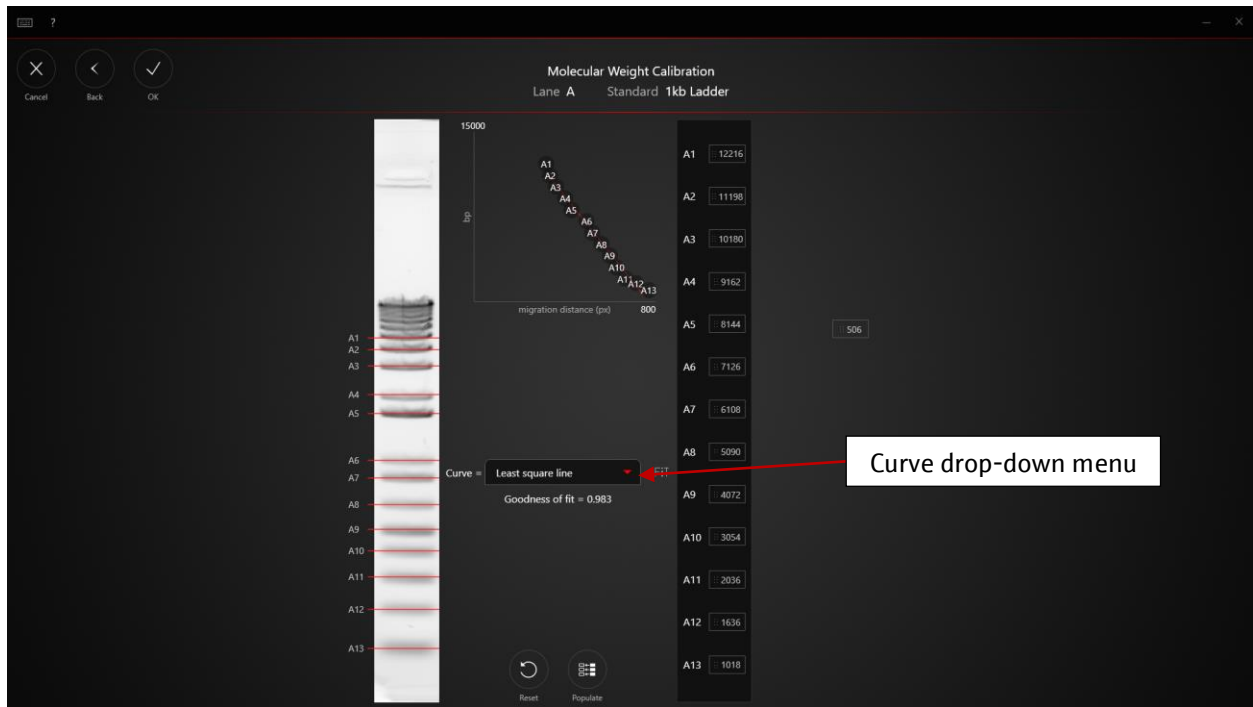 ?
Cancel
Back
OK
Molecular Weight Calibration
Lane A Standard 1kb Ladder
15000
bp
A1
A2
A3
A4
A5
A6
A7
A8
A9
A10
A11
A12
A13
migration distance (px) 800
A1
A2
A3
A4
A5
A6
A7
A8
A9
A10
A11
A12
A13
Curve = Least square line FIT
Goodness of fit = 0.983
Reset
Populate
A1 12216
A2 11198
A3 10180
A4 9162
A5 8144
A6 7126
A7 6108
A8 5090
A9 4072
A10 3054
A11 2036
A12 1636
A13 1018
506
Curve drop-down menu